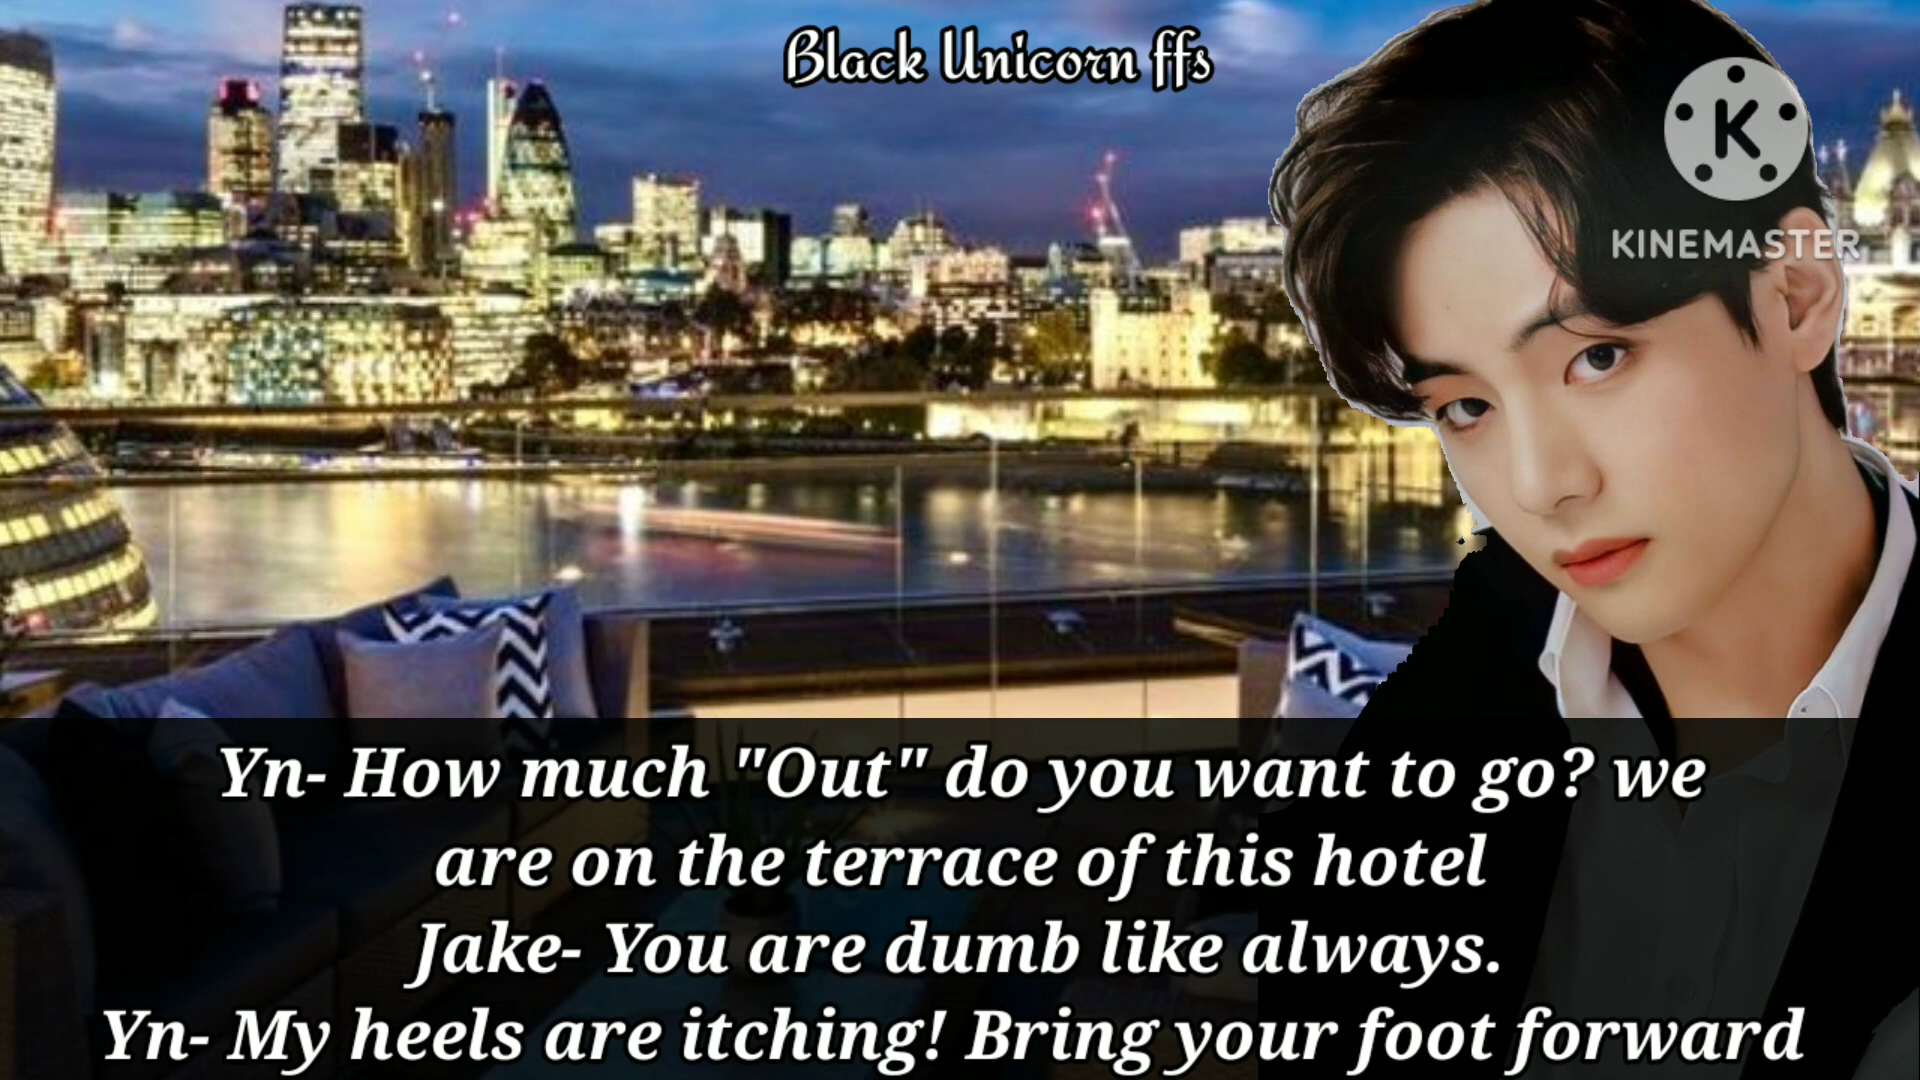 Black Unicorn ffs
K
KINEMASTER
Yn- How much "Out" do you want to go? we
are on the terrace of this hotel
Jake- You are dumb like always.
Yn- My heels are itching! Bring your foot forward